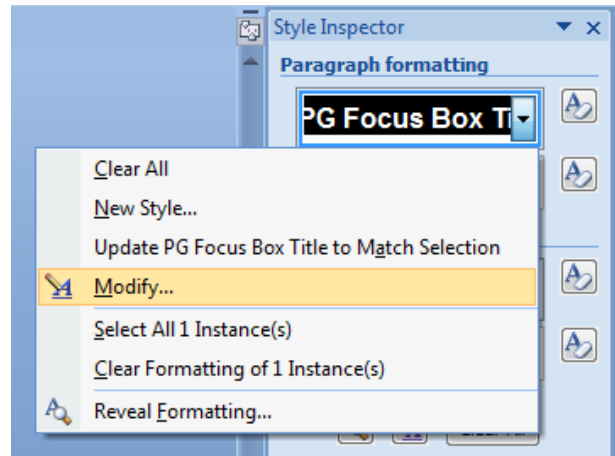 Style Inspector
Paragraph formatting
PG Focus Box T
Clear All
New Style...
Update PG Focus Box Title to Match Selection
Modify...
Select All 1 Instance(s)
Clear Formatting of 1 Instance(s)
Reveal Formatting...